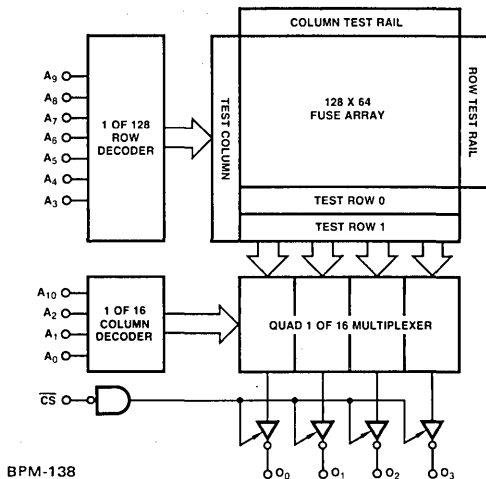 COLUMN TEST RAIL
A9
A8
A7
A6
A5
A4
A3
1 OF 128
ROW
DECODER
TEST COLUMN
128 X 64
FUSE ARRAY
ROW TEST RAIL
TEST ROW 0
TEST ROW 1
A10
A2
A1
A0
1 OF 16
COLUMN
DECODER
QUAD 1 OF 16 MULTIPLEXER
CS
O0
O1
O2
O3
BPM-138